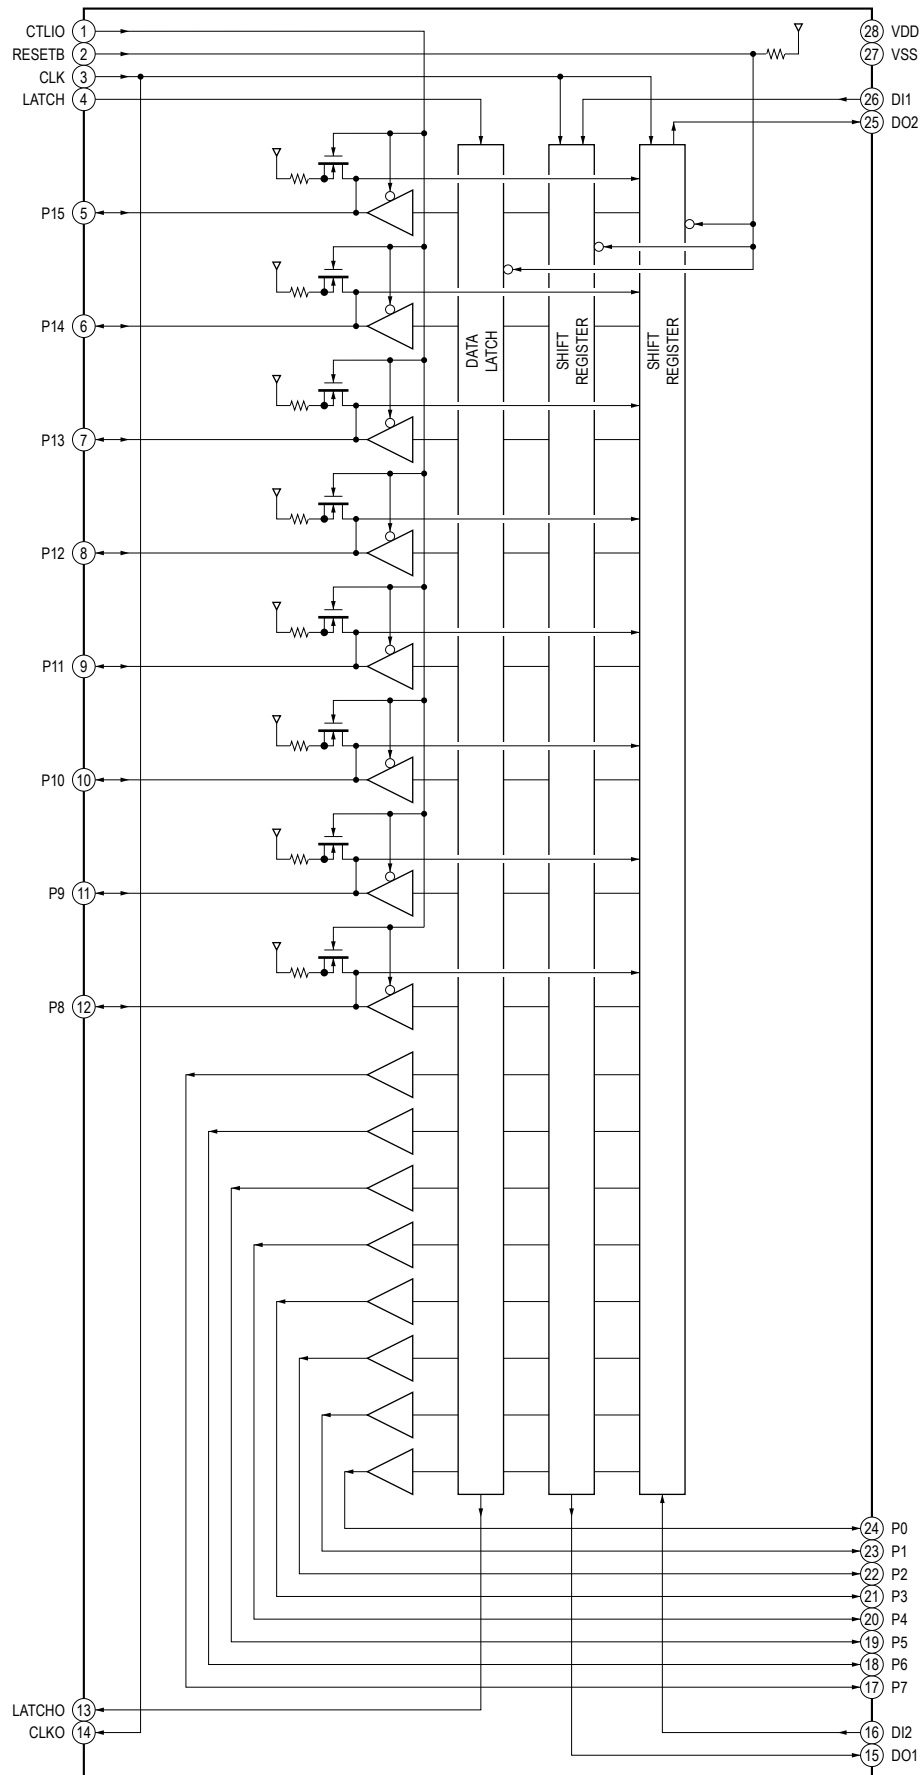 CTLIO 1
RESETB 2
CLK 3
LATCH 4
28 VDD
27 VSS
26 DI1
25 DO2
P15 5
P14 6
P13 7
P12 8
P11 9
P10 10
P9 11
P8 12
DATA
LATCH
SHIFT
REGISTER
SHIFT
REGISTER
24 P0
23 P1
22 P2
21 P3
20 P4
19 P5
18 P6
17 P7
LATCHO 13
CLKO 14
16 DI2
15 DO1